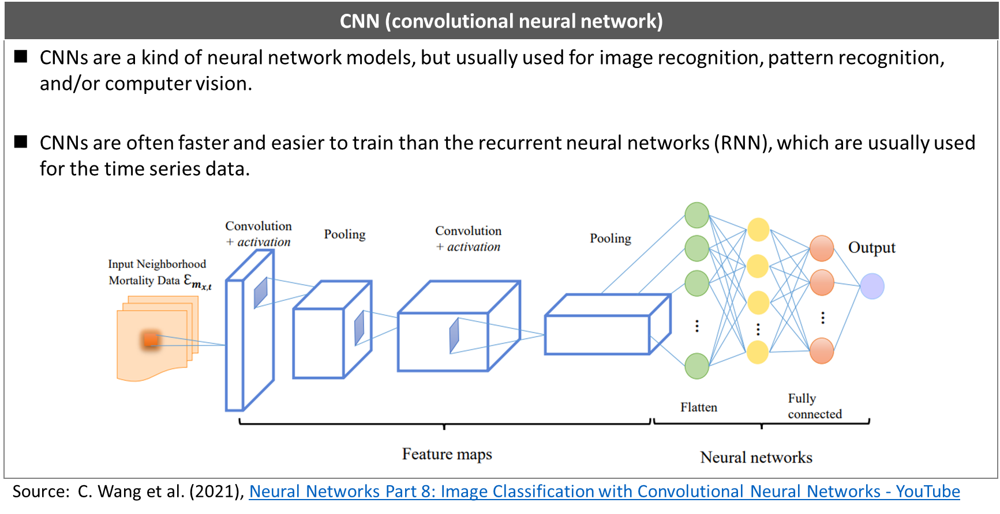 CNN (convolutional neural network)
■ CNNs are a kind of neural network models, but usually used for image recognition, pattern recognition,
and/or computer vision.
■ CNNs are often faster and easier to train than the recurrent neural networks (RNN), which are usually used
for the time series data.
Input Neighborhood
Mortality Data ℇmx,t
Convolution
+ activation
Pooling
Convolution
+ activation
Pooling
Output
Flatten
Fully
connected
Feature maps
Neural networks
Source: C. Wang et al. (2021), Neural Networks Part 8: Image Classification with Convolutional Neural Networks - YouTube